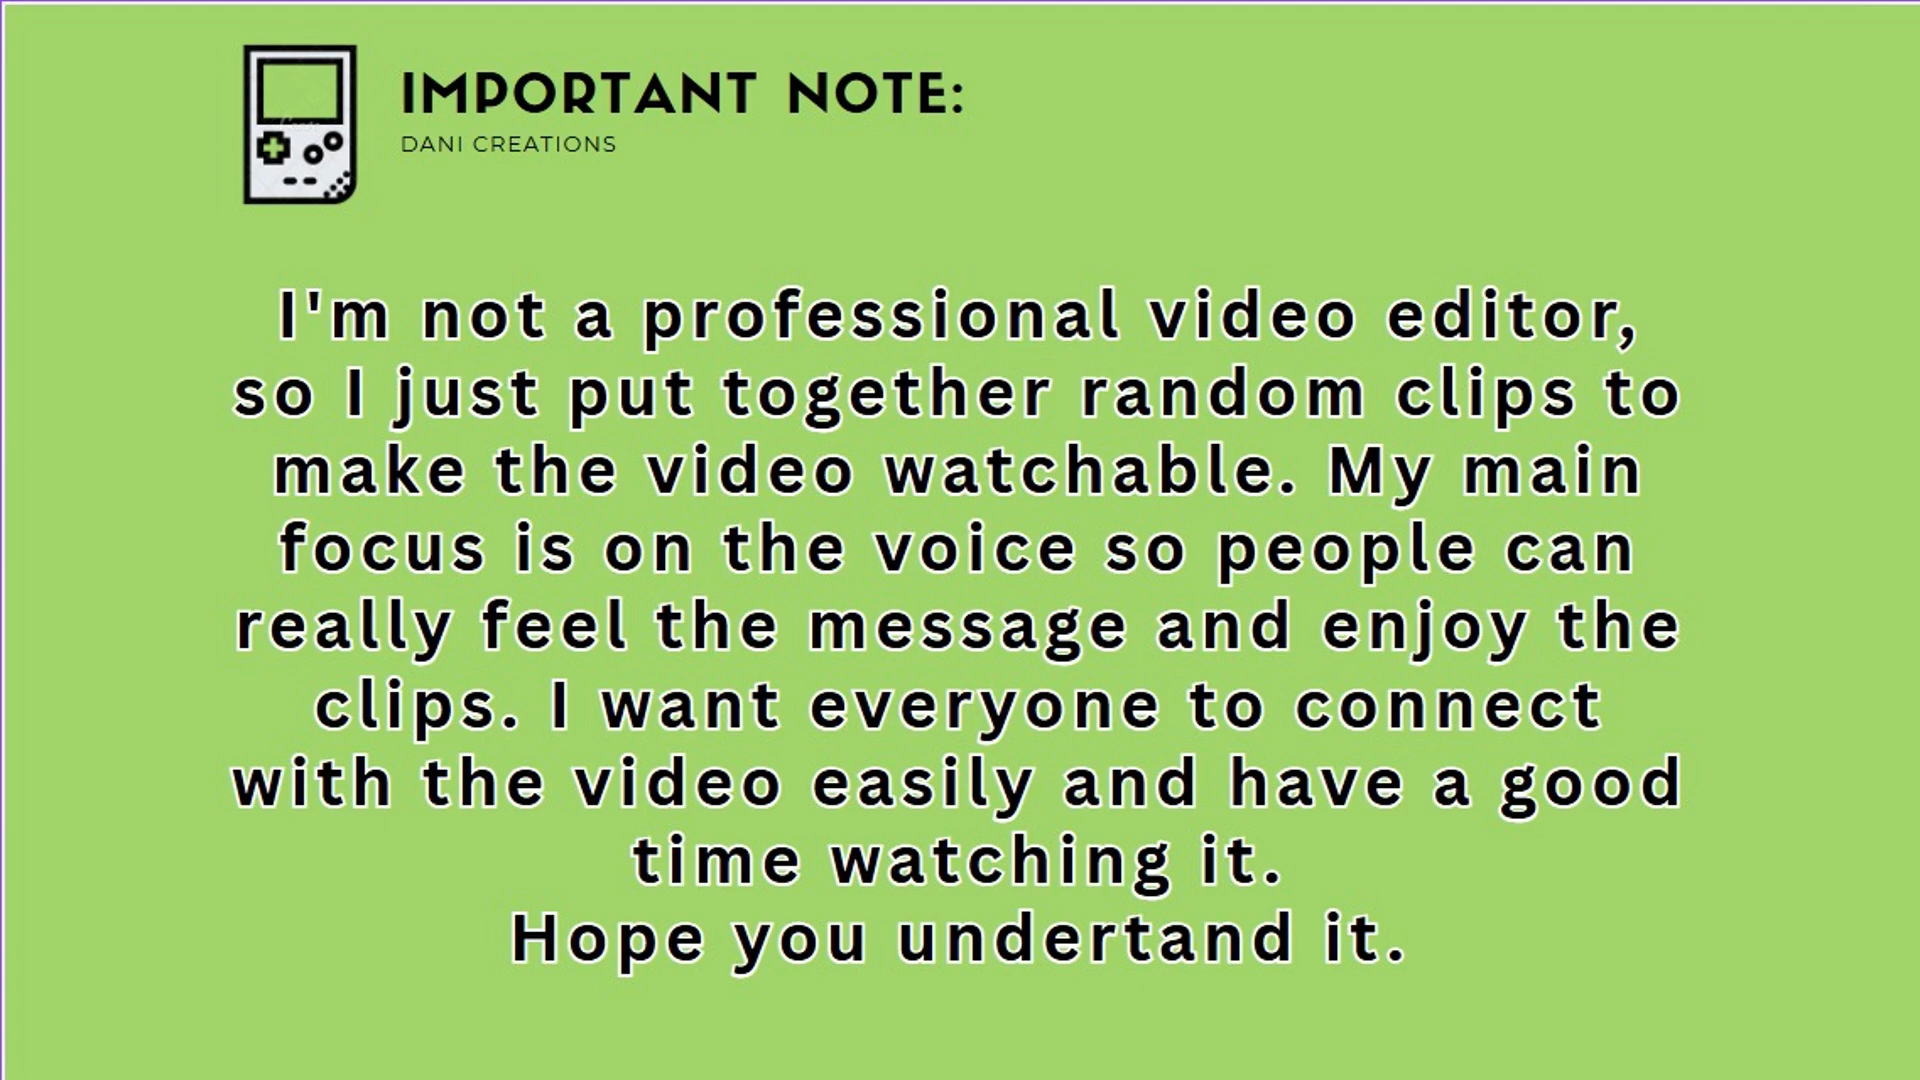 IMPORTANT NOTE:
DANI CREATIONS
I'm not a professional video editor,
so I just put together random clips to
make the video watchable. My main
focus is on the voice so people can
really feel the message and enjoy the
clips. I want everyone to connect
with the video easily and have a good
time watching it.
Hope you undertand it.